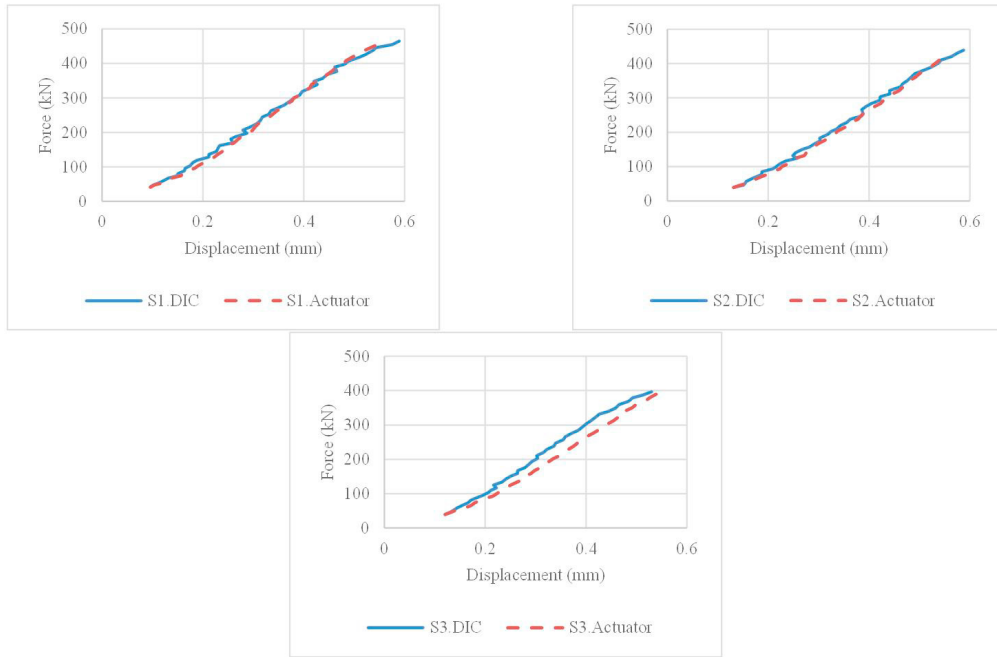 500
400
300
200
100
0
Force (kN)
0 0.2 0.4 0.6
Displacement (mm)
S1.DIC S1.Actuator
500
400
300
200
100
0
Force (kN)
0 0.2 0.4 0.6
Displacement (mm)
S2.DIC S2.Actuator
500
400
300
200
100
0
Force (kN)
0 0.2 0.4 0.6
Displacement (mm)
S3.DIC S3.Actuator